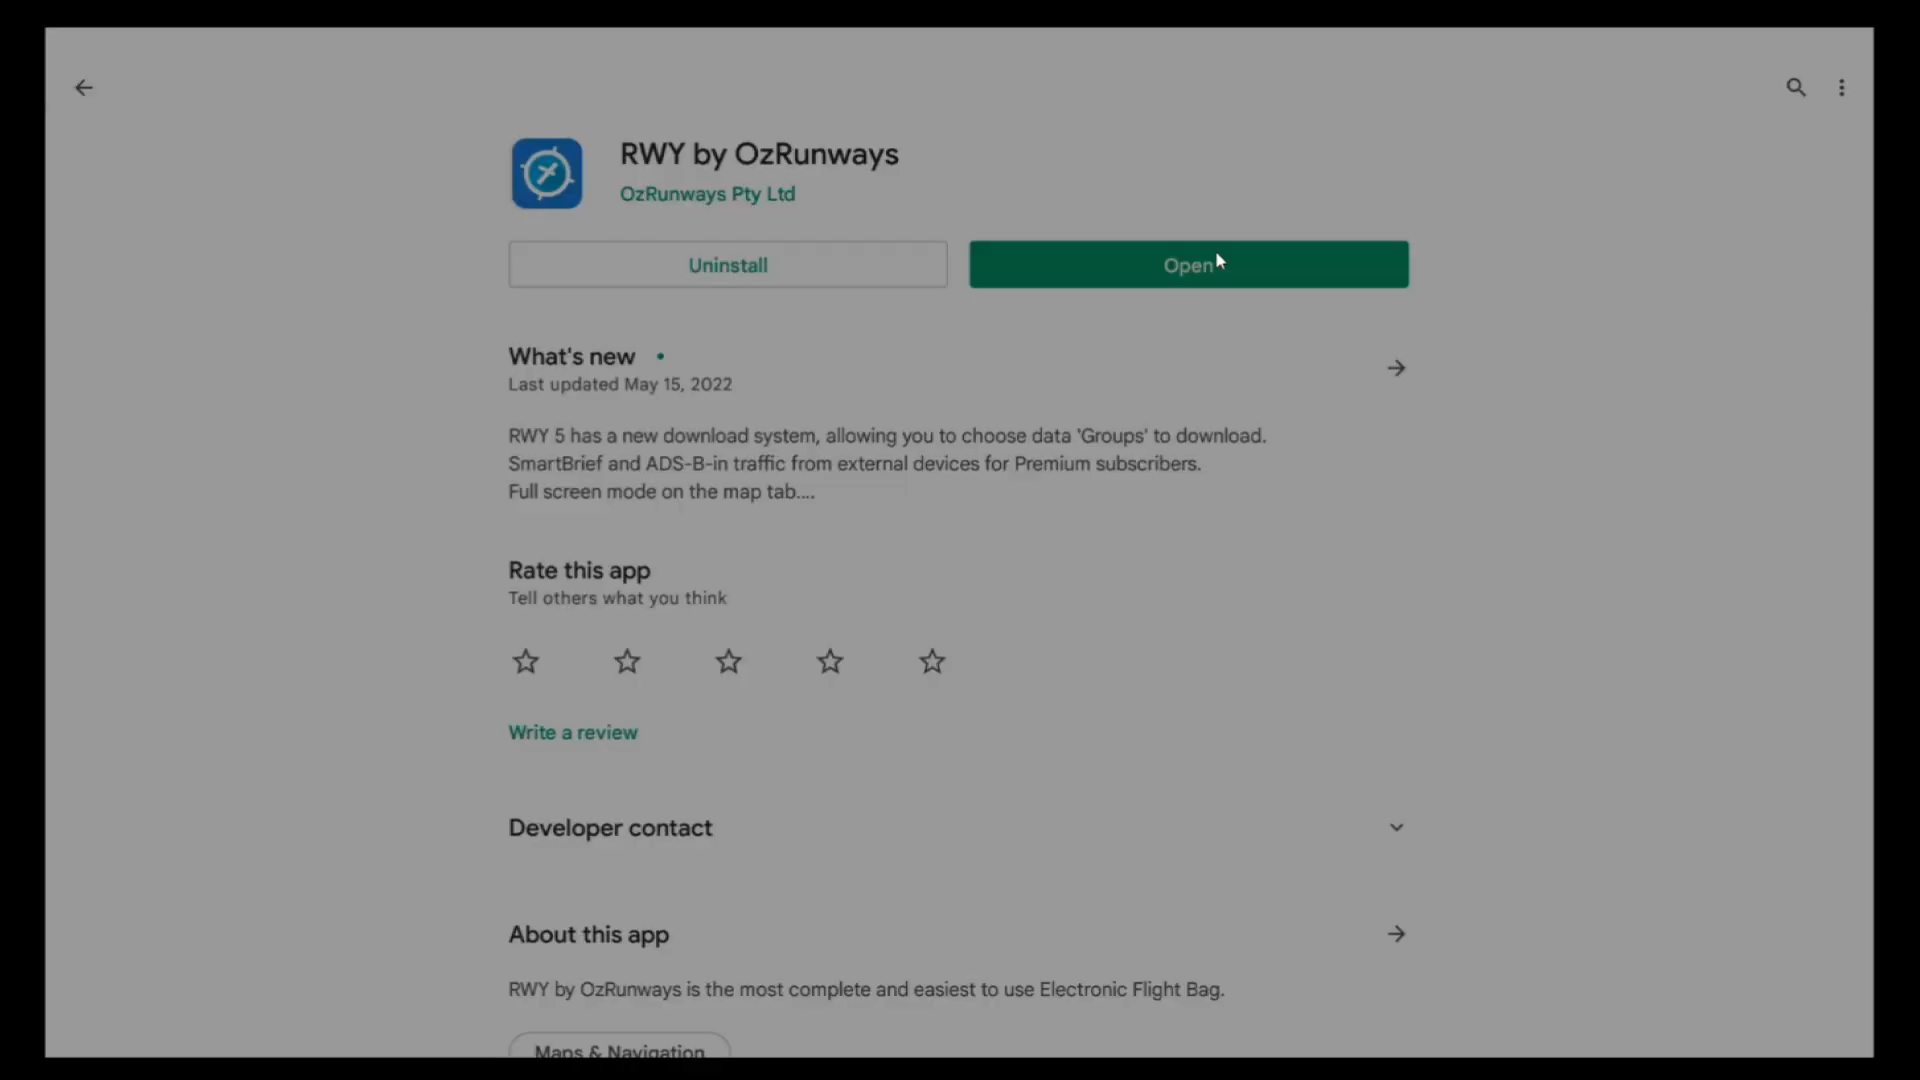 RWY by OzRunways
OzRunways Pty Ltd
Uninstall
Open
What's new
Last updated May 15, 2022
RWY 5 has a new download system, allowing you to choose data 'Groups' to download.
SmartBrief and ADS-B-in traffic from external devices for Premium subscribers.
Full screen mode on the map tab....
Rate this app
Tell others what you think
Write a review
Developer contact
About this app
RWY by OzRunways is the most complete and easiest to use Electronic Flight Bag.
Maps & Navigation